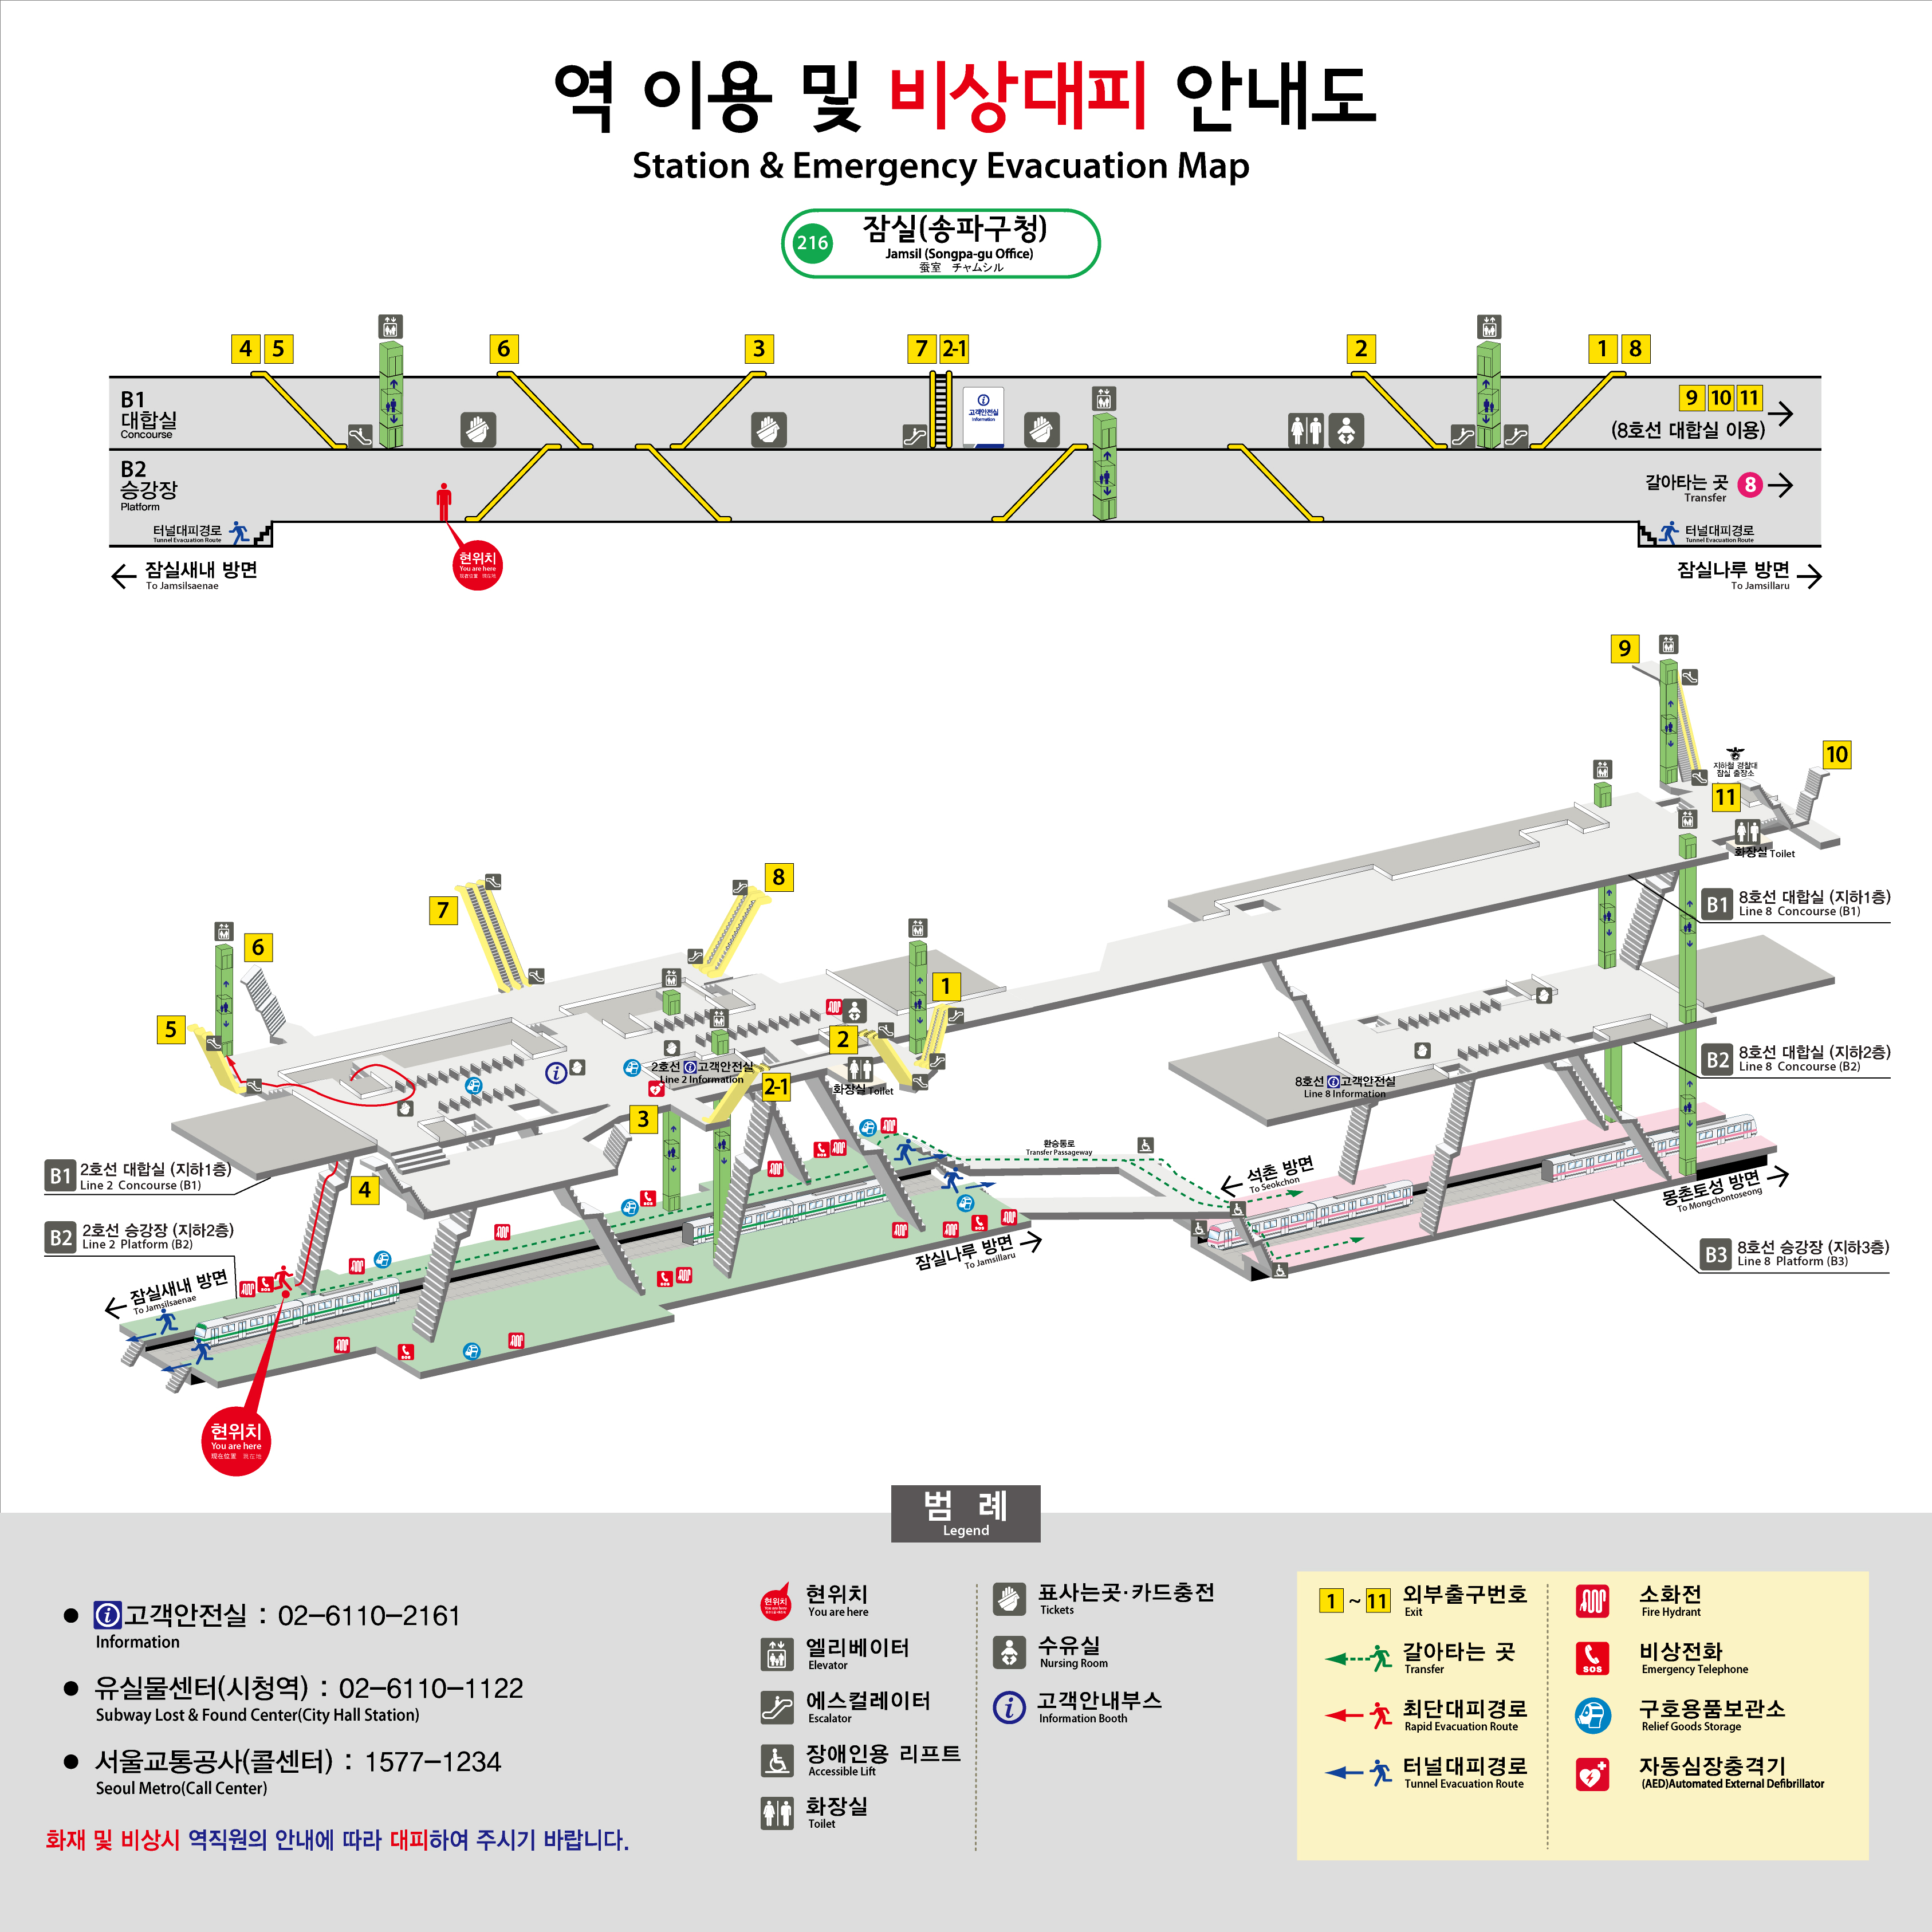 역 이용 및 비상대피 안내도
Station & Emergency Evacuation Map
216
잠실(송파구청)
Jamsil (Songpa-gu Office)
蚕室 チャムシル
4 5
6
3
7 2-1
2
1 8
B1
대합실
Concourse
고객안전실
Information
9 10 11
(8호선 대합실 이용)
B2
승강장
Platform
갈아타는 곳 8
Transfer
터널대피경로
Tunnel Evacuation Route
터널대피경로
Tunnel Evacuation Route
현위치
You are here
現在位置 现在地
잠실새내 방면
To Jamsilsaenae
잠실나루 방면
To Jamsillaru
9
지하철 경찰대
잠실 출장소
10
11
화장실 Toilet
B1 8호선 대합실 (지하1층)
Line 8 Concourse (B1)
7
8
6
5
1
2
2호선 고객안전실
Line 2 Information
2-1
화장실 Toilet
3
4
B2 8호선 대합실 (지하2층)
Line 8 Concourse (B2)
8호선 고객안전실
Line 8 Information
B1 2호선 대합실 (지하1층)
Line 2 Concourse (B1)
B2 2호선 승강장 (지하2층)
Line 2 Platform (B2)
환승통로
Transfer Passageway
석촌 방면
To Seokchon
몽촌토성 방면
To Mongchontoseong
잠실나루 방면
To Jamsillaru
B3 8호선 승강장 (지하3층)
Line 8 Platform (B3)
잠실새내 방면
To Jamsilsaenae
현위치
You are here
現在位置 現在地
범 례
Legend
고객안전실 : 02-6110-2161
Information
유실물센터(시청역) : 02-6110-1122
Subway Lost & Found Center(City Hall Station)
서울교통공사(콜센터) : 1577-1234
Seoul Metro(Call Center)
화재 및 비상시 역직원의 안내에 따라 대피하여 주시기 바랍니다.
현위치
You are here
엘리베이터
Elevator
에스컬레이터
Escalator
장애인용 리프트
Accessible Lift
화장실
Toilet
표사는곳·카드충전
Tickets
수유실
Nursing Room
고객안내부스
Information Booth
1 ~ 11 외부출구번호
Exit
갈아타는 곳
Transfer
최단대피경로
Rapid Evacuation Route
터널대피경로
Tunnel Evacuation Route
소화전
Fire Hydrant
SOS
비상전화
Emergency Telephone
구호용품보관소
Relief Goods Storage
자동심장충격기
(AED)Automated External Defibrillator